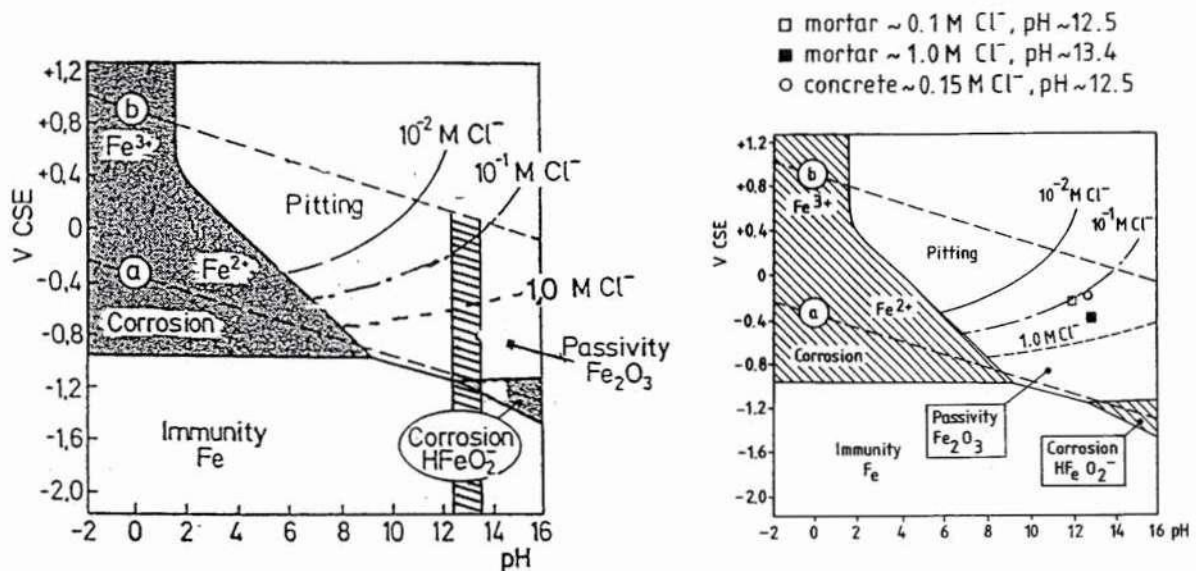 V CSE
+1,2
+0.8
+0.4
0
-0.4
-0.8
-1.2
-1.6
-2.0
b
Fe3+
10-2 M Cl-
10-1 M Cl-
Pitting
a
Fe2+
1.0 M Cl-
Corrosion
Passivity
Fe2O3
Immunity
Fe
Corrosion
HFeO2-
-2 0 2 4 6 8 10 12 14 16
pH
□ mortar ~ 0.1 M Cl-, pH ~12.5
■ mortar ~ 1.0 M Cl-, pH ~13.4
○ concrete ~ 0.15 M Cl-, pH ~12.5
V CSE
+1.2
+0.8
+0.4
0
-0.4
-0.8
-1.2
-1.6
-2.0
b
Fe3+
10-2 M Cl-
10-1 M Cl-
Pitting
a
Fe2+
1.0 M Cl-
Corrosion
Passivity
Fe2O3
Immunity
Fe
Corrosion
HFe O2-
-2 0 2 4 6 8 10 12 14 16
pH